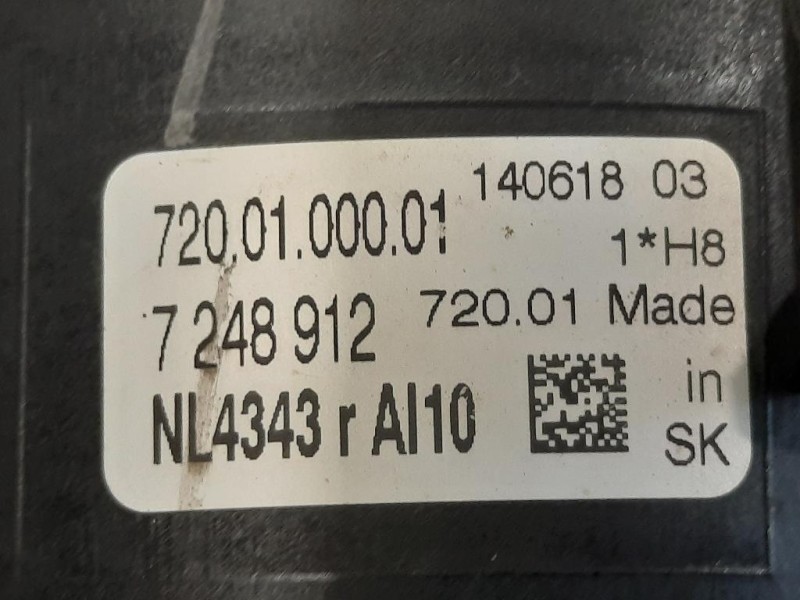 720.01.000.01 140618 03
1*H8
7 248 912 720.01 Made
in
NL4343 r AI10 SK